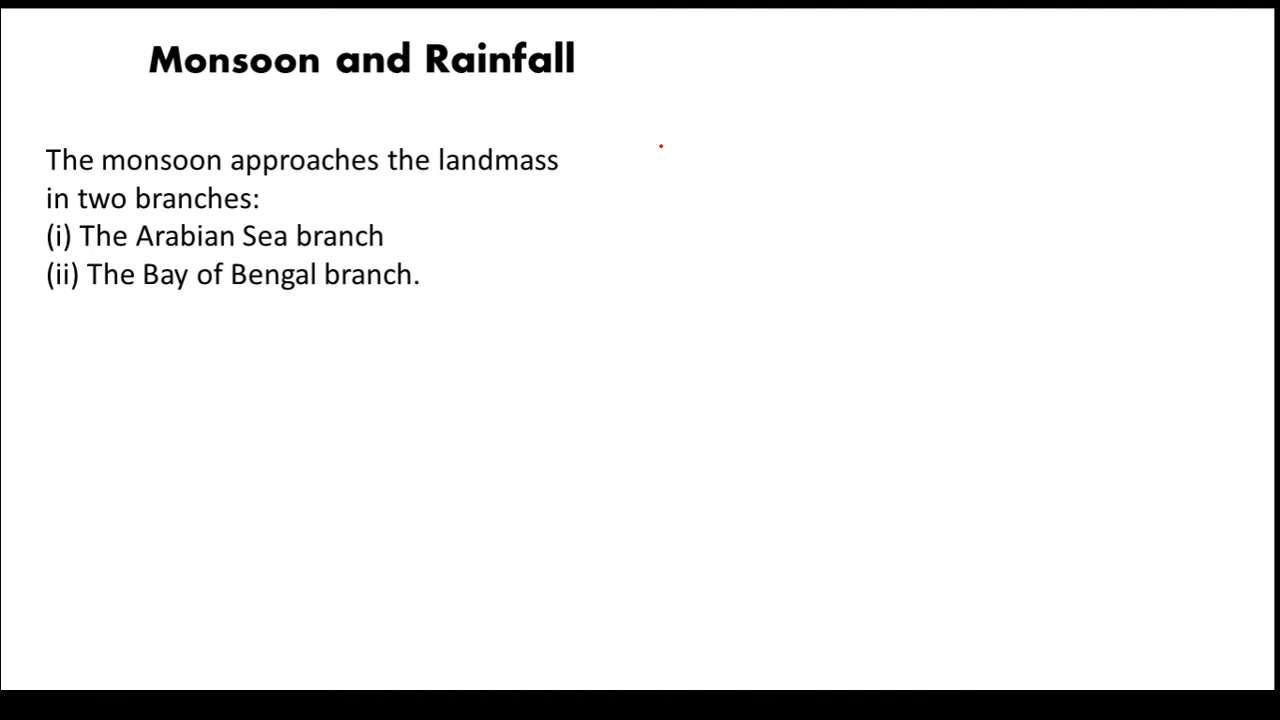 Monsoon and Rainfall
The monsoon approaches the landmass
in two branches:
(i) The Arabian Sea branch
(ii) The Bay of Bengal branch.